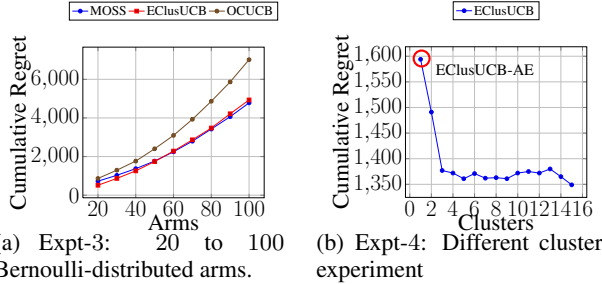 MOSS EClusUCB OCUCB
Cumulative Regret
6,000
4,000
2,000
0
20 40 60 80 100
Arms
(a) Expt-3: 20 to 100
Bernoulli-distributed arms.
EClusUCB
Cumulative Regret
1,600
1,550
1,500
1,450
1,400
1,350
EClusUCB-AE
0 2 4 6 8 10 12 14 16
Clusters
(b) Expt-4: Different cluster
experiment